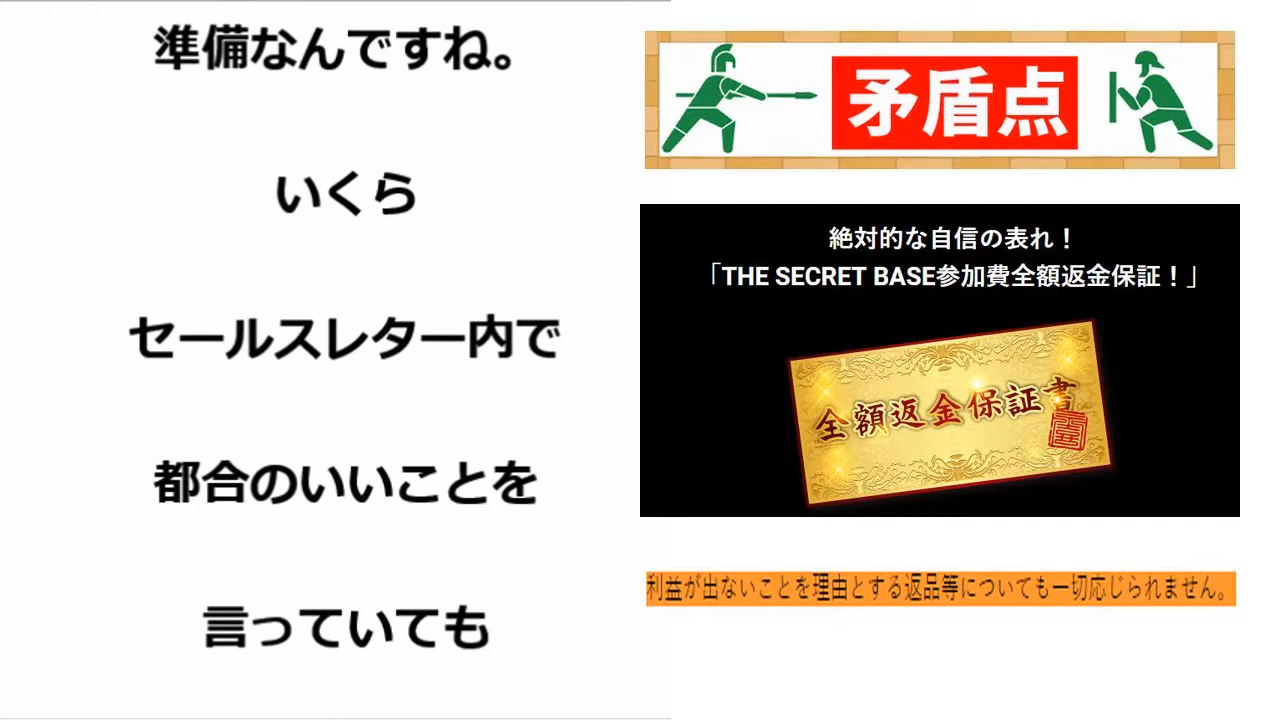 準備なんですね。
いくら
セールスレター内で
都合のいいことを
言っていても
矛盾点
絶対的な自信の表れ！
「THE SECRET BASE参加費全額返金保証！」
全額返金保証書
利益が出ないことを理由とする返品等についても一切応じられません。